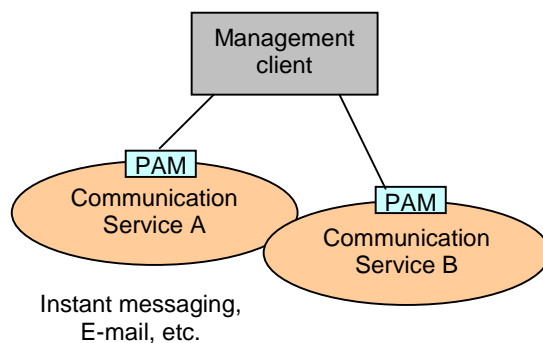 Management
client
PAM
Communication
Service A
PAM
Communication
Service B
Instant messaging,
E-mail, etc.